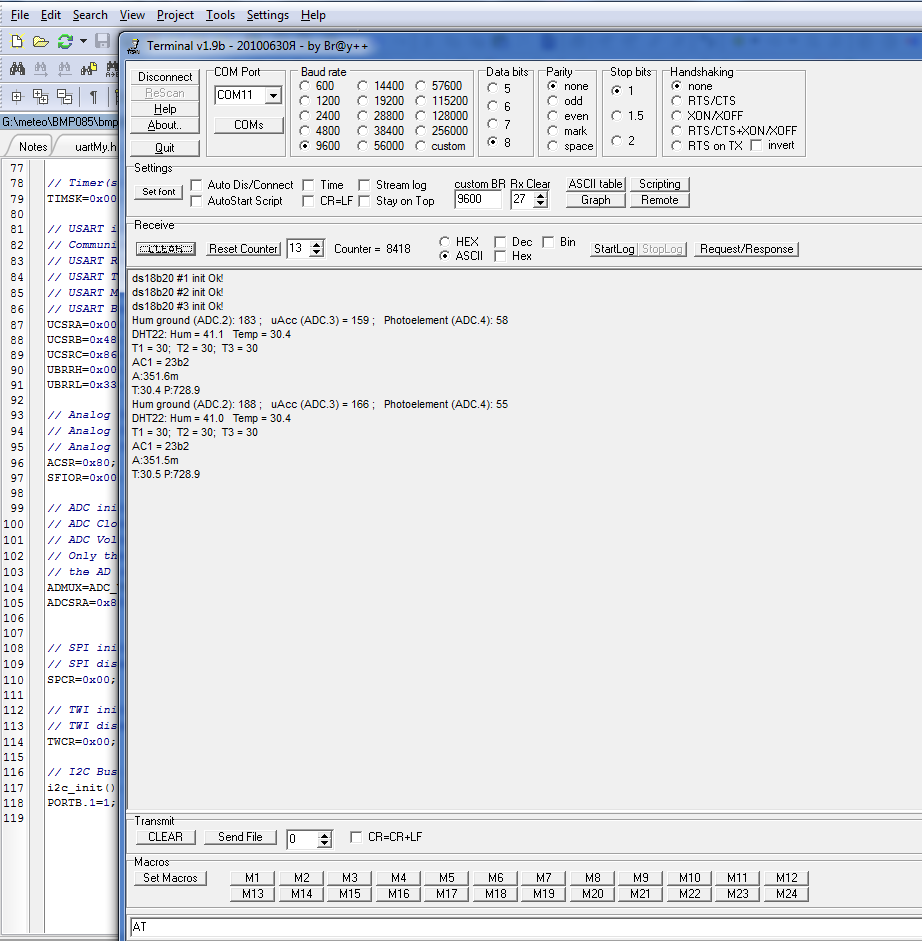 File Edit Search View Project Tools Settings Help
Terminal v1.9b - 20100630Я - by Br@y++
G:\meteo\BMP085\bmp
Notes uartMy.h
77
78 // Timer(s
79 TIMSK=0x00
80
81 // USART i
82 // Communi
83 // USART R
84 // USART T
85 // USART M
86 // USART B
87 UCSRA=0x00
88 UCSRB=0x48
89 UCSRC=0x86
90 UBRRH=0x00
91 UBRRL=0x33
92
93 // Analog
94 // Analog
95 // Analog
96 ACSR=0x80;
97 SFIOR=0x00
98
99 // ADC ini
100 // ADC Clo
101 // ADC Vol
102 // Only th
103 // the AD
104 ADMUX=ADC_
105 ADCSRA=0x8
106
107
108 // SPI ini
109 // SPI dis
110 SPCR=0x00;
111
112 // TWI ini
113 // TWI dis
114 TWCR=0x00;
115
116 // I2C Bus
117 i2c_init()
118 PORTB.1=1;
119
Disconnect
ReScan
Help
About..
Quit
COM Port
COM11
COMs
Baud rate
600 14400 57600
1200 19200 115200
2400 28800 128000
4800 38400 256000
9600 56000 custom
Data bits
5
6
7
8
Parity
none
odd
even
mark
space
Stop bits
1
1.5
2
Handshaking
none
RTS/CTS
XON/XOFF
RTS/CTS+XON/XOFF
RTS on TX invert
Settings
Set font
Auto Dis/Connect Time Stream log
AutoStart Script CR=LF Stay on Top
custom BR Rx Clear
9600 27
ASCII table Scripting
Graph Remote
Receive
CLEAR Reset Counter 13 Counter = 8418
HEX Dec Bin
ASCII Hex
StartLog StopLog Request/Response
ds18b20 #1 init Ok!
ds18b20 #2 init Ok!
ds18b20 #3 init Ok!
Hum ground (ADC.2): 183 ; uAcc (ADC.3) = 159 ; Photoelement (ADC.4): 58
DHT22: Hum = 41.1 Temp = 30.4
T1 = 30; T2 = 30; T3 = 30
AC1 = 23b2
A:351.6m
T:30.4 P:728.9
Hum ground (ADC.2): 188 ; uAcc (ADC.3) = 166 ; Photoelement (ADC.4): 55
DHT22: Hum = 41.0 Temp = 30.4
T1 = 30; T2 = 30; T3 = 30
AC1 = 23b2
A:351.5m
T:30.5 P:728.9
Transmit
CLEAR Send File 0 CR=CR+LF
Macros
Set Macros M1 M2 M3 M4 M5 M6 M7 M8 M9 M10 M11 M12
M13 M14 M15 M16 M17 M18 M19 M20 M21 M22 M23 M24
AT